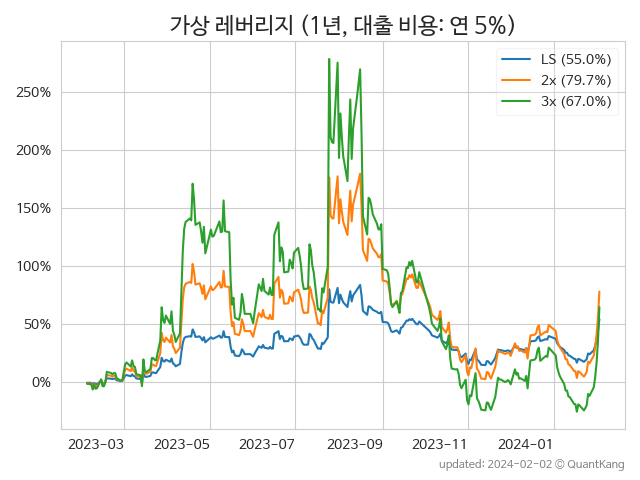 가상 레버리지 (1년, 대출 비용: 연 5%)
LS (55.0%)
2x (79.7%)
3x (67.0%)
250%
200%
150%
100%
50%
0%
2023-03 2023-05 2023-07 2023-09 2023-11 2024-01
updated: 2024-02-02 © QuantKang